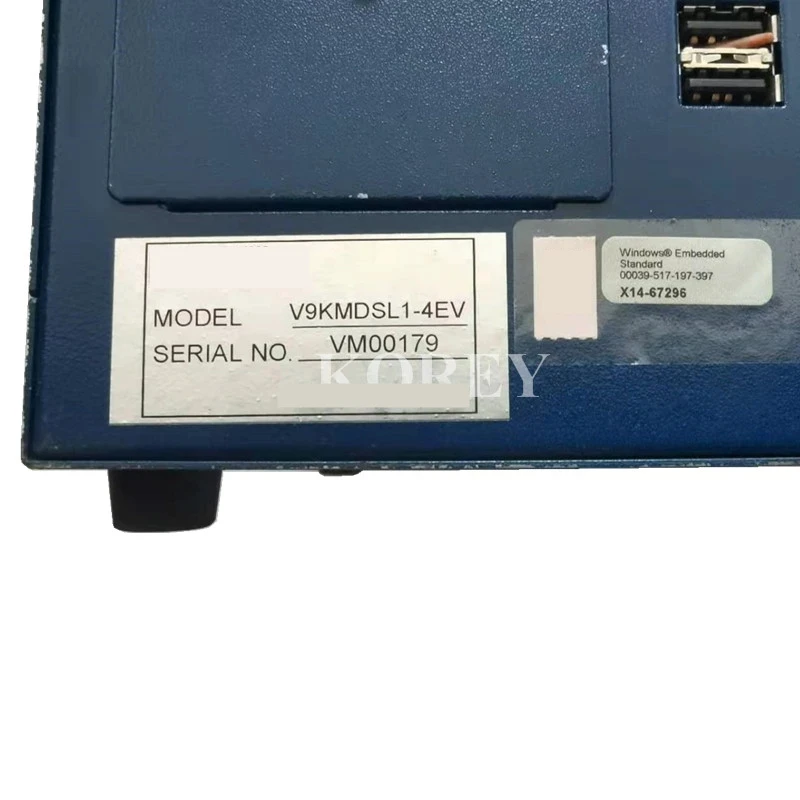 MODEL V9KMDSL1-4EV
SERIAL NO. VM00179
KOREY
Windows® Embedded
Standard
00039-517-197-397
X14-67296